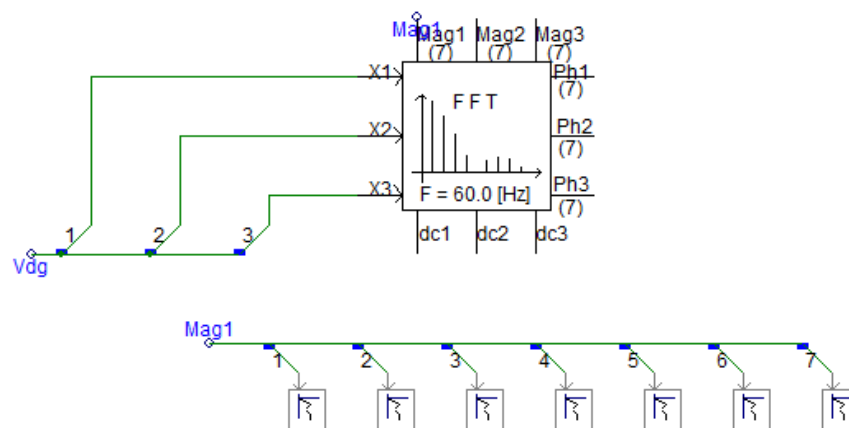 Mag1
Mag1 Mag2 Mag3
(7) (7) (7)
X1 Ph1
(7)
F F T
X2 Ph2
(7)
X3 Ph3
F = 60.0 [Hz] (7)
1 2 3
dc1 dc2 dc3
Vdg
Mag1
1 2 3 4 5 6 7